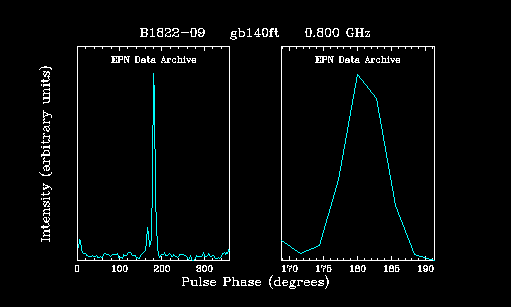 B1822-09 gb140ft 0.800 GHz
EPN Data Archive EPN Data Archive
Intensity (arbitrary units)
0 100 200 300 170 175 180 185 190
Pulse Phase (degrees)